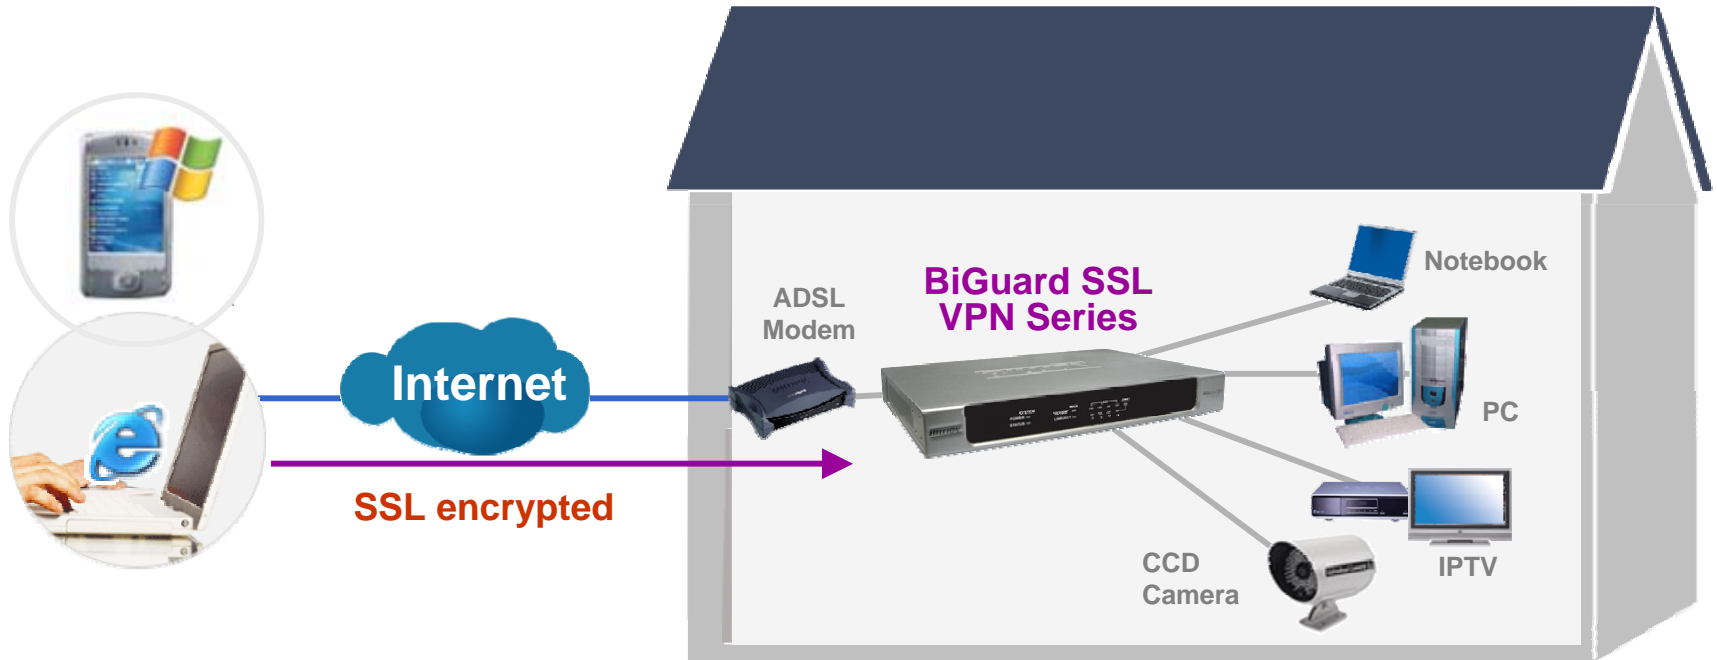 Internet
SSL encrypted
ADSL
Modem
BiGuard SSL
VPN Series
Notebook
PC
IPTV
CCD
Camera